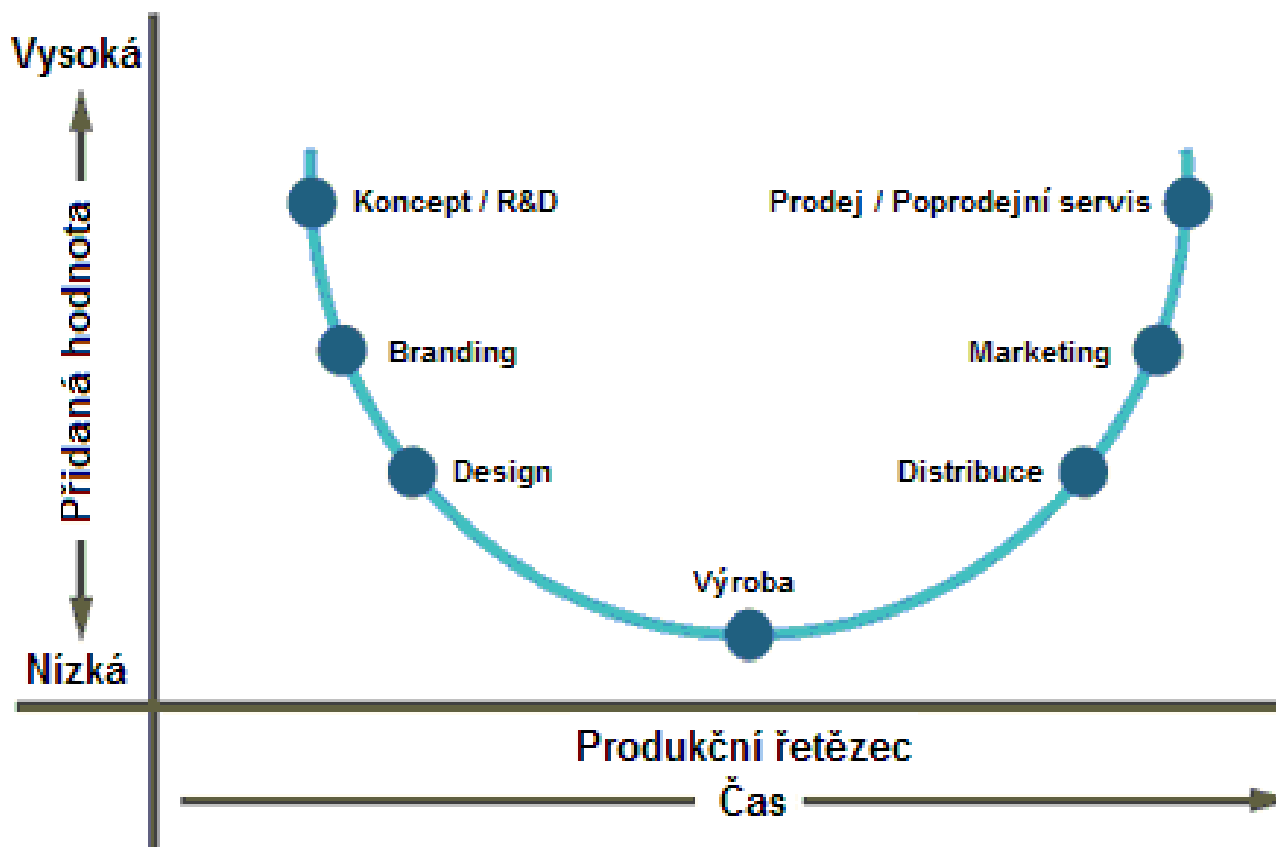 Vysoká
Přidaná hodnota
Nízká
Koncept / R&D
Prodej / Poprodejní servis
Branding
Marketing
Design
Distribuce
Výroba
Produkční řetězec
Čas